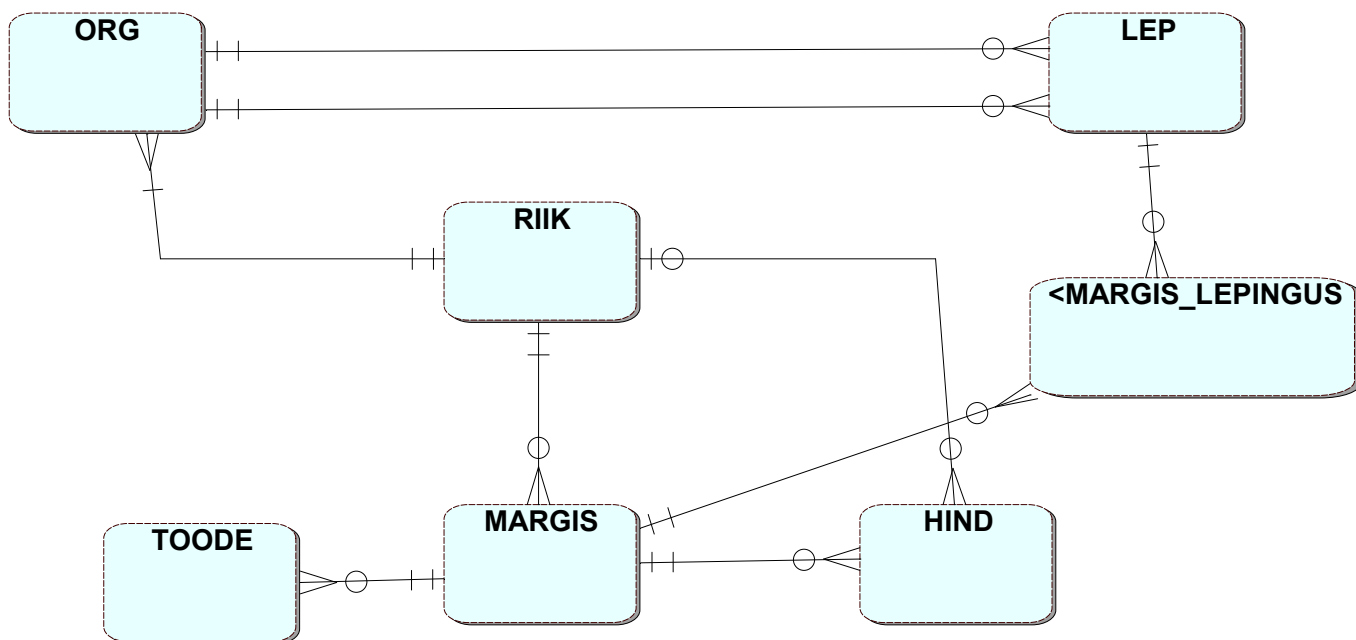 ORG
LEP
RIIK
<MARGIS_LEPINGUS
TOODE
MARGIS
HIND